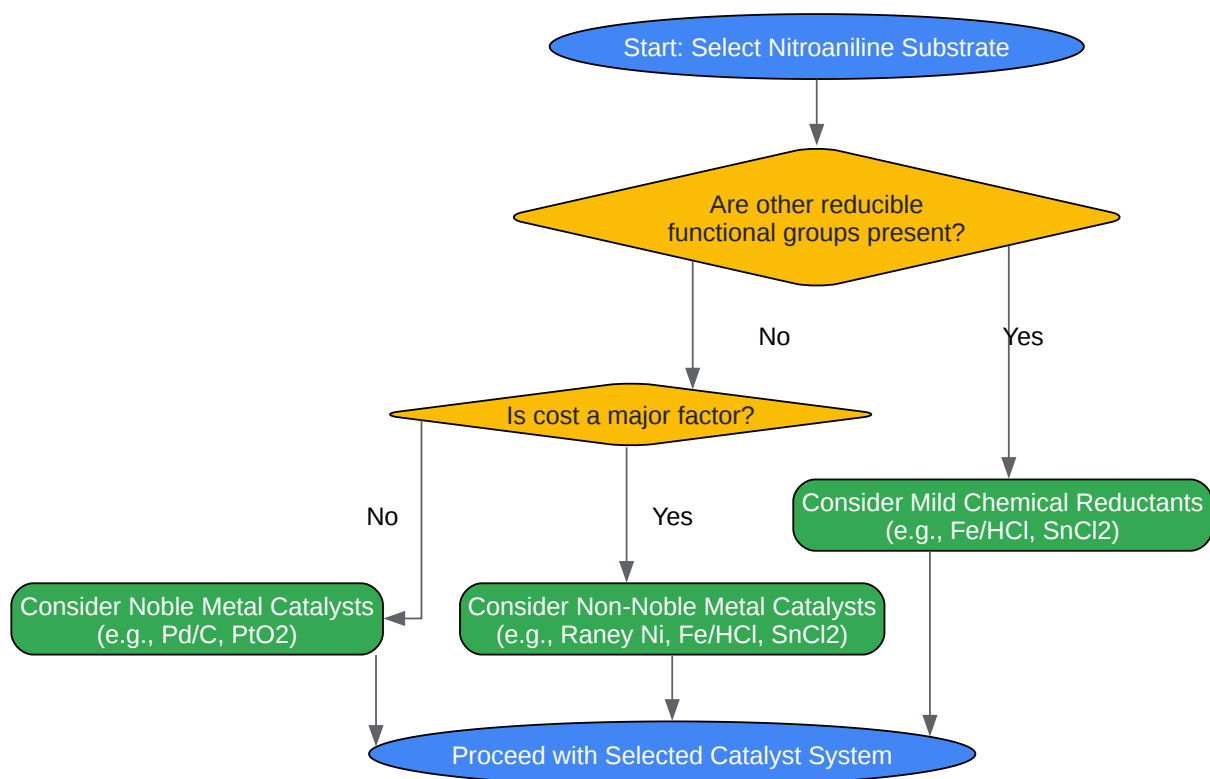 Start: Select Nitroaniline Substrate
Are other reducible
functional groups present?
No
Yes
Is cost a major factor?
No
Yes
Consider Mild Chemical Reductants
(e.g., Fe/HCl, SnCl2)
Consider Noble Metal Catalysts
(e.g., Pd/C, PtO2)
Consider Non-Noble Metal Catalysts
(e.g., Raney Ni, Fe/HCl, SnCl2)
Proceed with Selected Catalyst System